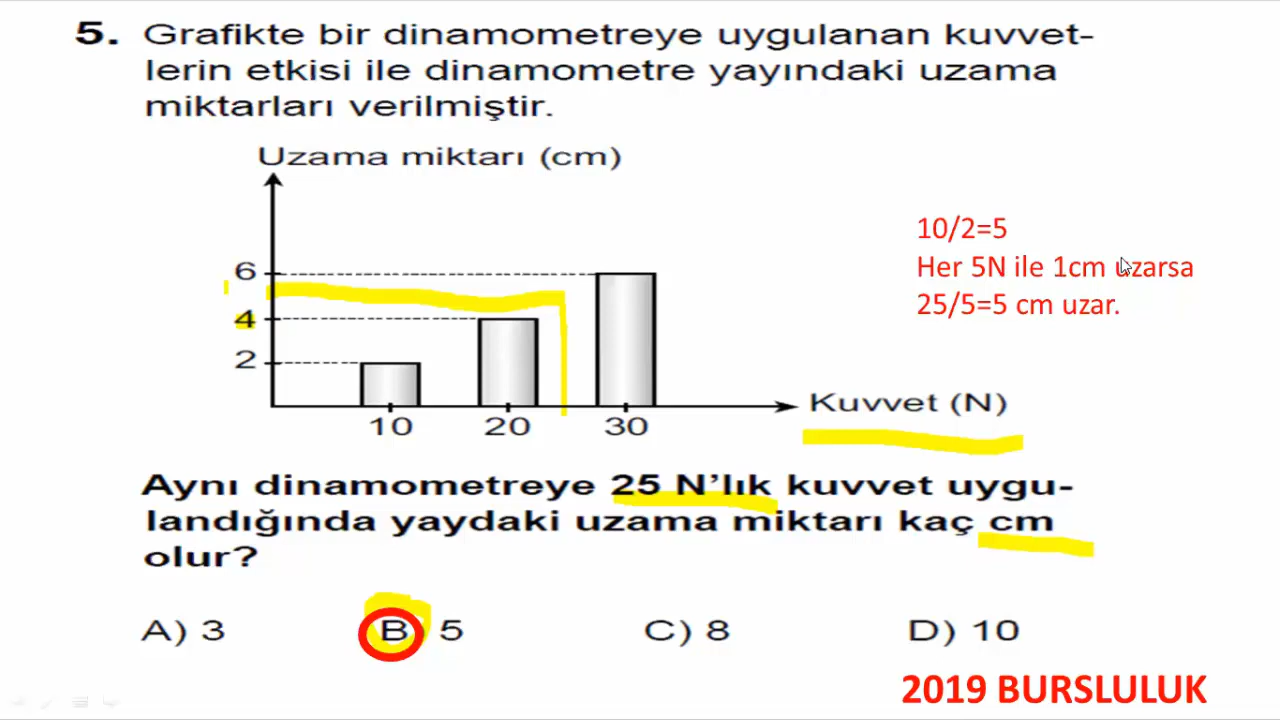 5. Grafikte bir dinamometreye uygulanan kuvvet-
lerin etkisi ile dinamometre yayındaki uzama
miktarları verilmiştir.
Uzama miktarı (cm)
6
4
2
10 20 30
Kuvvet (N)
10/2=5
Her 5N ile 1cm uzarsa
25/5=5 cm uzar.
Aynı dinamometreye 25 N’lık kuvvet uygu-
landığında yaydaki uzama miktarı kaç cm
olur?
A) 3 B 5 C) 8 D) 10
2019 BURSLULUK